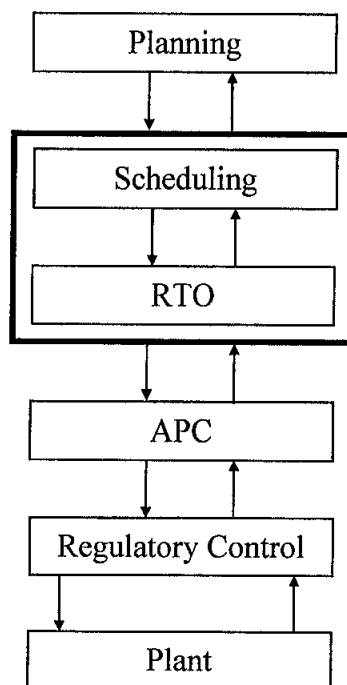 Planning
Scheduling
RTO
APC
Regulatory Control
Plant